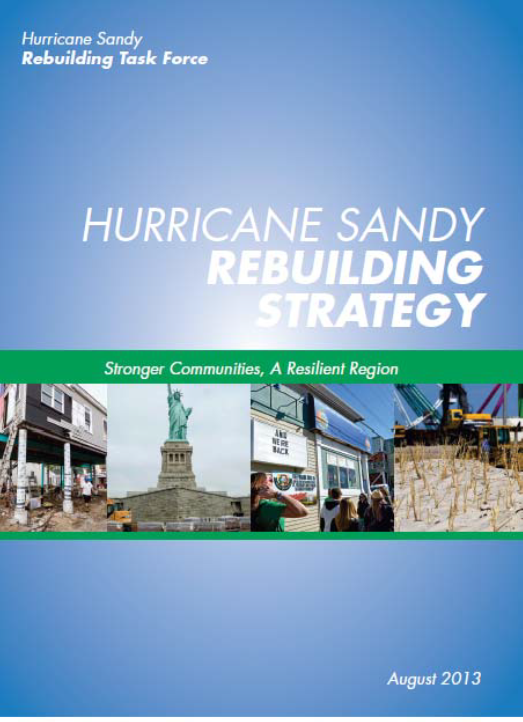 Hurricane Sandy
Rebuilding Task Force
HURRICANE SANDY
REBUILDING
STRATEGY
Stronger Communities, A Resilient Region
AND
WE'RE
BACK
August 2013